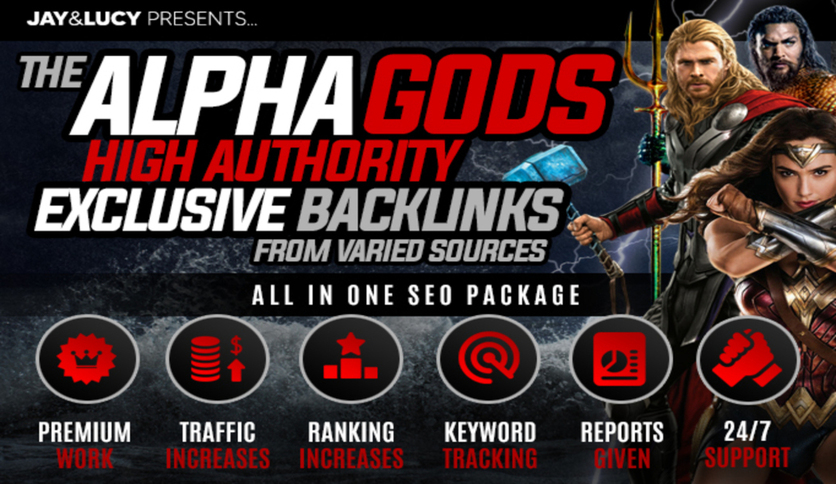 JAY&LUCY PRESENTS...
THE ALPHA GODS
HIGH AUTHORITY
EXCLUSIVE BACKLINKS
FROM VARIED SOURCES
ALL IN ONE SEO PACKAGE
$
PREMIUM WORK
TRAFFIC INCREASES
RANKING INCREASES
KEYWORD TRACKING
REPORTS GIVEN
24/7 SUPPORT